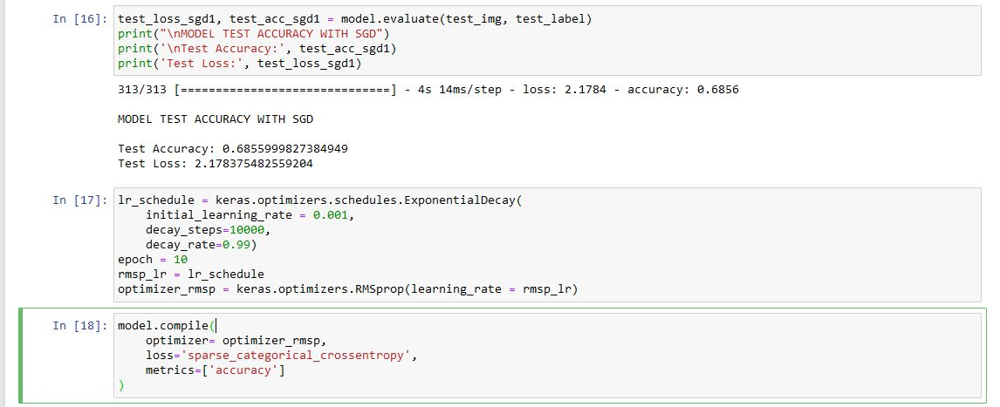 In [16]: test_loss_sgd1, test_acc_sgd1 = model.evaluate(test_img, test_label)
print("\nMODEL TEST ACCURACY WITH SGD")
print('\nTest Accuracy:', test_acc_sgd1)
print('Test Loss:', test_loss_sgd1)
313/313 [==============================] - 4s 14ms/step - loss: 2.1784 - accuracy: 0.6856
MODEL TEST ACCURACY WITH SGD
Test Accuracy: 0.6855999827384949
Test Loss: 2.178375482559204
In [17]: lr_schedule = keras.optimizers.schedules.ExponentialDecay(
    initial_learning_rate = 0.001,
    decay_steps=10000,
    decay_rate=0.99)
epoch = 10
rmsp_lr = lr_schedule
optimizer_rmsp = keras.optimizers.RMSprop(learning_rate = rmsp_lr)
In [18]: model.compile(
    optimizer= optimizer_rmsp,
    loss='sparse_categorical_crossentropy',
    metrics=['accuracy']
)